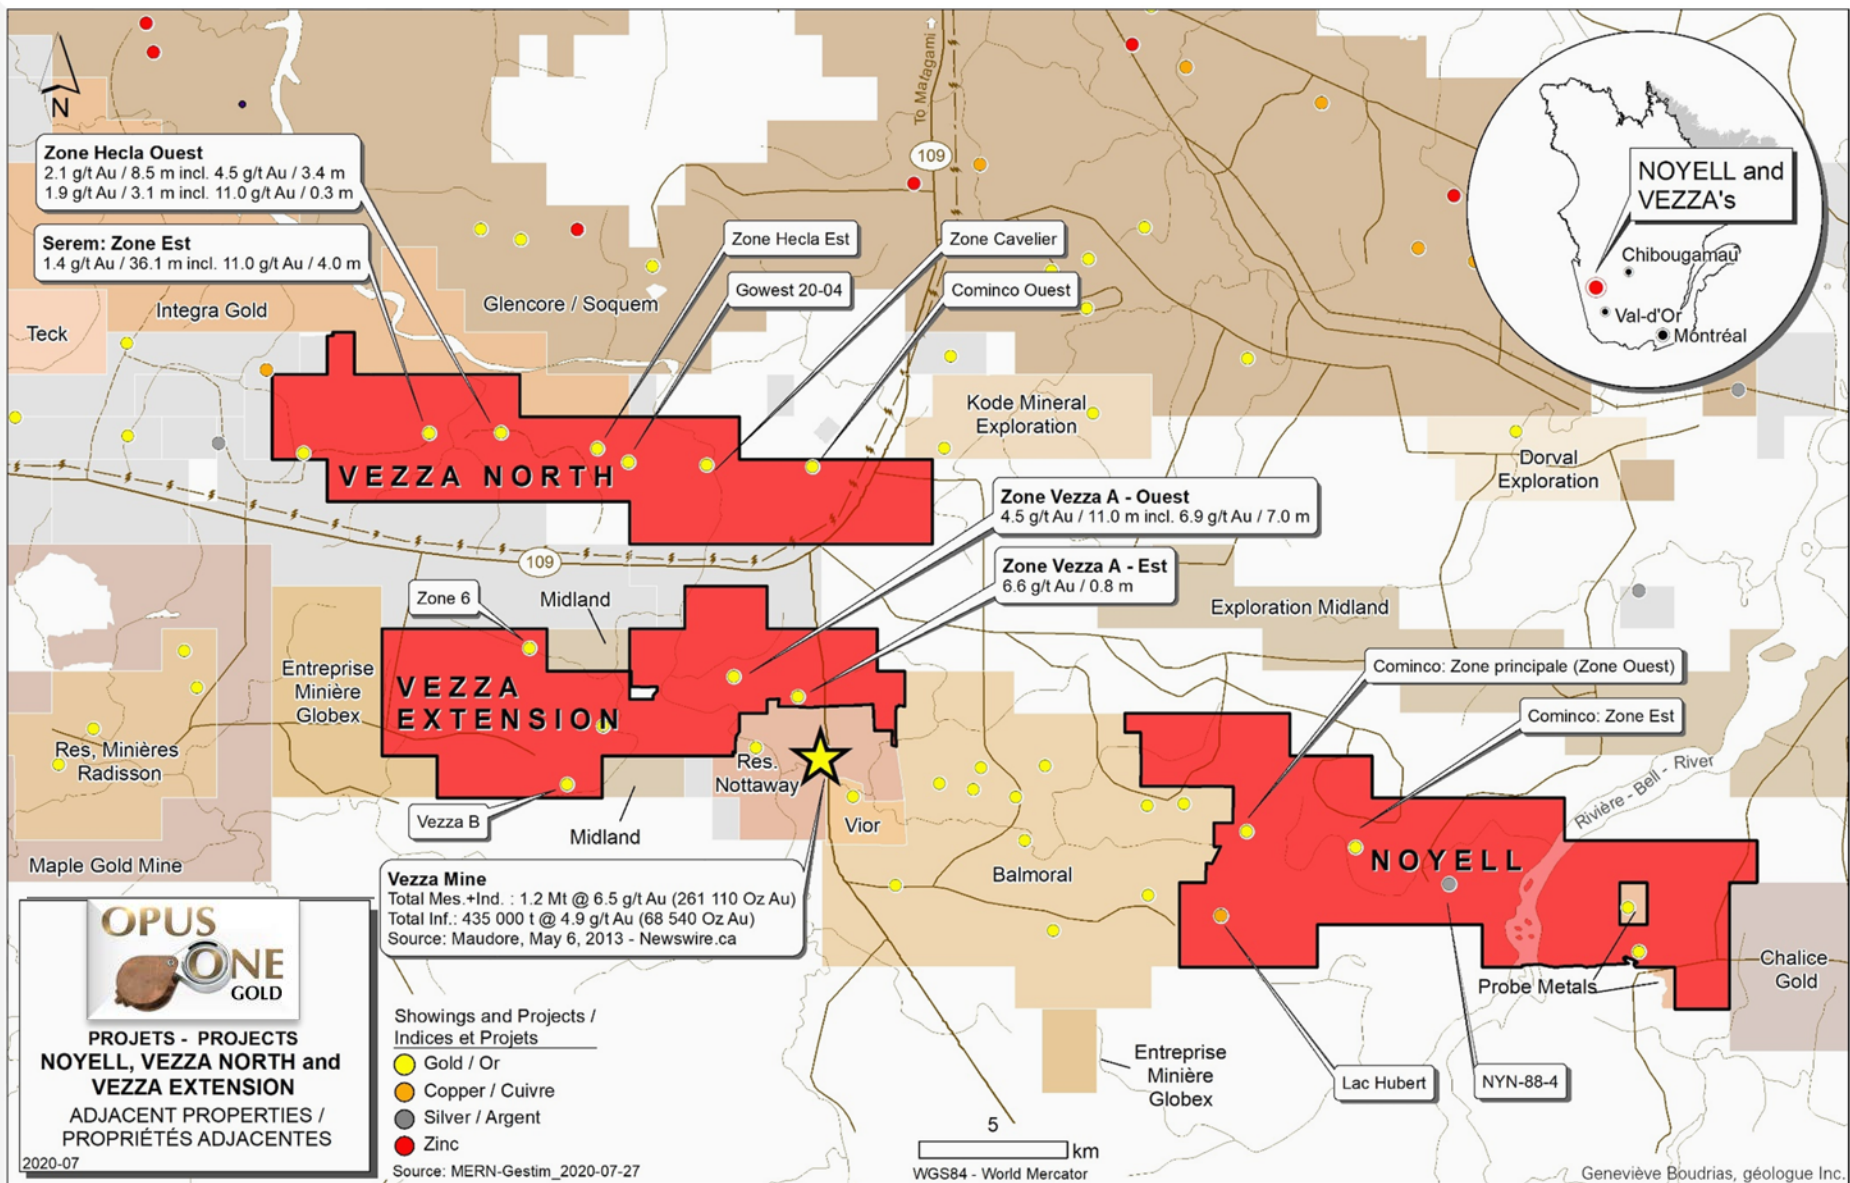 To Matagami
109
N
Zone Hecla Ouest
2.1 g/t Au / 8.5 m incl. 4.5 g/t Au / 3.4 m
1.9 g/t Au / 3.1 m incl. 11.0 g/t Au / 0.3 m
Serem: Zone Est
1.4 g/t Au / 36.1 m incl. 11.0 g/t Au / 4.0 m
Zone Hecla Est
Zone Cavelier
Gowest 20-04
Cominco Ouest
Integra Gold
Glencore / Soquem
Teck
NOYELL and
VEZZA's
Chibougamau
Val-d'Or
Montréal
Kode Mineral
Exploration
Dorval
Exploration
VEZZA NORTH
109
Zone Vezza A - Ouest
4.5 g/t Au / 11.0 m incl. 6.9 g/t Au / 7.0 m
Zone Vezza A - Est
6.6 g/t Au / 0.8 m
Zone 6
Midland
Exploration Midland
Entreprise
Minière
Globex
VEZZA
EXTENSION
Cominco: Zone principale (Zone Ouest)
Cominco: Zone Est
Res, Minières
Radisson
Res.
Nottaway
Rivière - Bell - River
Vezza B
Midland
Vior
Maple Gold Mine
Balmoral
NOYELL
Vezza Mine
Total Mes.+Ind. : 1.2 Mt @ 6.5 g/t Au (261 110 Oz Au)
Total Inf.: 435 000 t @ 4.9 g/t Au (68 540 Oz Au)
Source: Maudore, May 6, 2013 - Newswire.ca
Chalice
Gold
Probe Metals
Entreprise
Minière
Globex
Lac Hubert
NYN-88-4
OPUS
ONE
GOLD
PROJETS - PROJECTS
NOYELL, VEZZA NORTH and
VEZZA EXTENSION
ADJACENT PROPERTIES /
PROPRIÉTÉS ADJACENTES
2020-07
Showings and Projects /
Indices et Projets
Gold / Or
Copper / Cuivre
Silver / Argent
Zinc
Source: MERN-Gestim_2020-07-27
5
km
WGS84 - World Mercator
Geneviève Boudrias, géologue Inc.